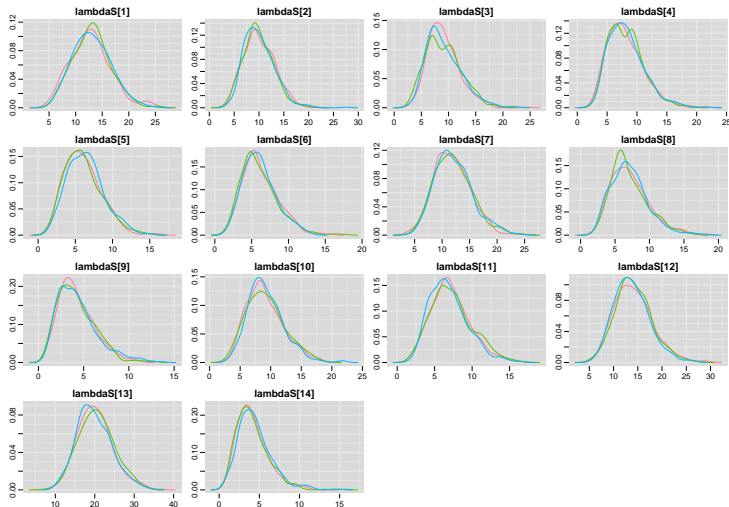 lambdaS[1] lambdaS[2] lambdaS[3] lambdaS[4]
0.00 0.04 0.08 0.12
5 10 15 20 25
0.00 0.04 0.08 0.12
0 5 10 15 20 25 30
0.00 0.05 0.10 0.15
0 5 10 15 20 25
0.00 0.04 0.08 0.12
0 5 10 15 20 25
lambdaS[5] lambdaS[6] lambdaS[7] lambdaS[8]
0.00 0.05 0.10 0.15
0 5 10 15
0.00 0.05 0.10 0.15
0 5 10 15 20
0.00 0.04 0.08 0.12
5 10 15 20 25
0.00 0.05 0.10 0.15
0 5 10 15 20
lambdaS[9] lambdaS[10] lambdaS[11] lambdaS[12]
0.00 0.10 0.20
0 5 10 15
0.00 0.05 0.10 0.15
0 5 10 15 20 25
0.00 0.05 0.10 0.15
0 5 10 15
0.00 0.04 0.08
5 10 15 20 25 30
lambdaS[13] lambdaS[14]
0.00 0.04 0.08
10 20 30 40
0.00 0.10 0.20
0 5 10 15